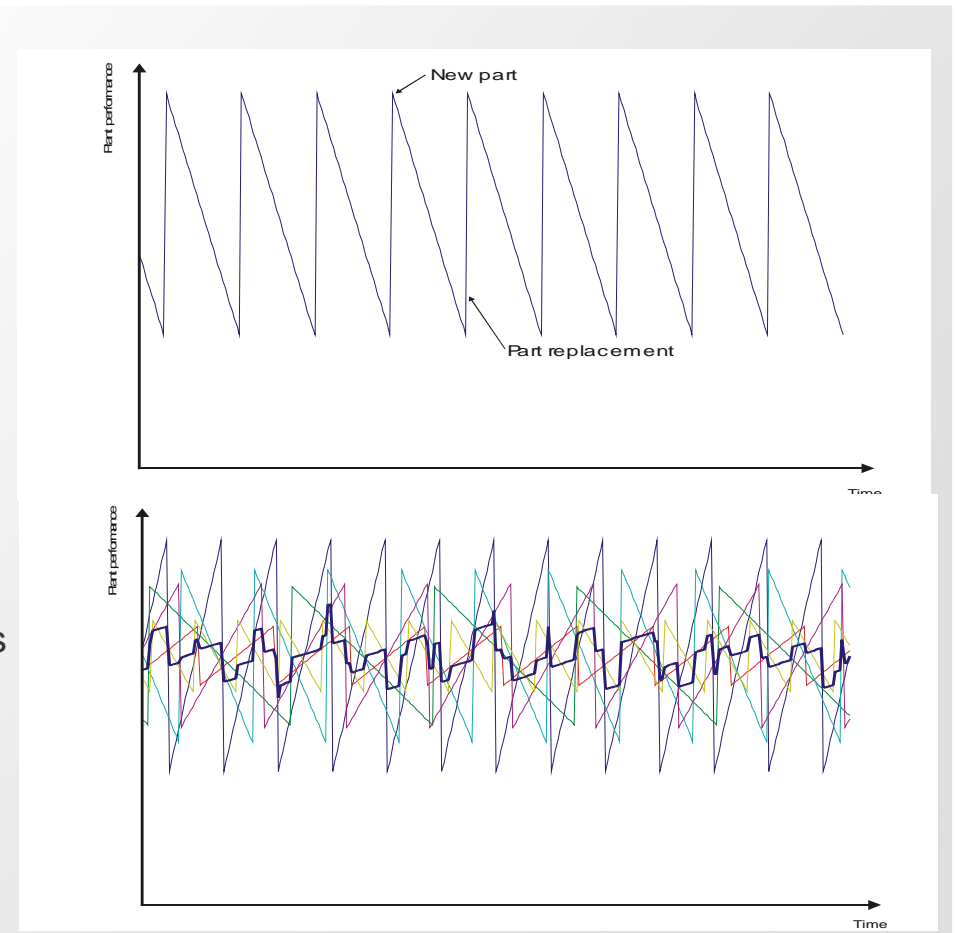 Plant performance
New part
Part replacement
Time
s
Plant performance
Time